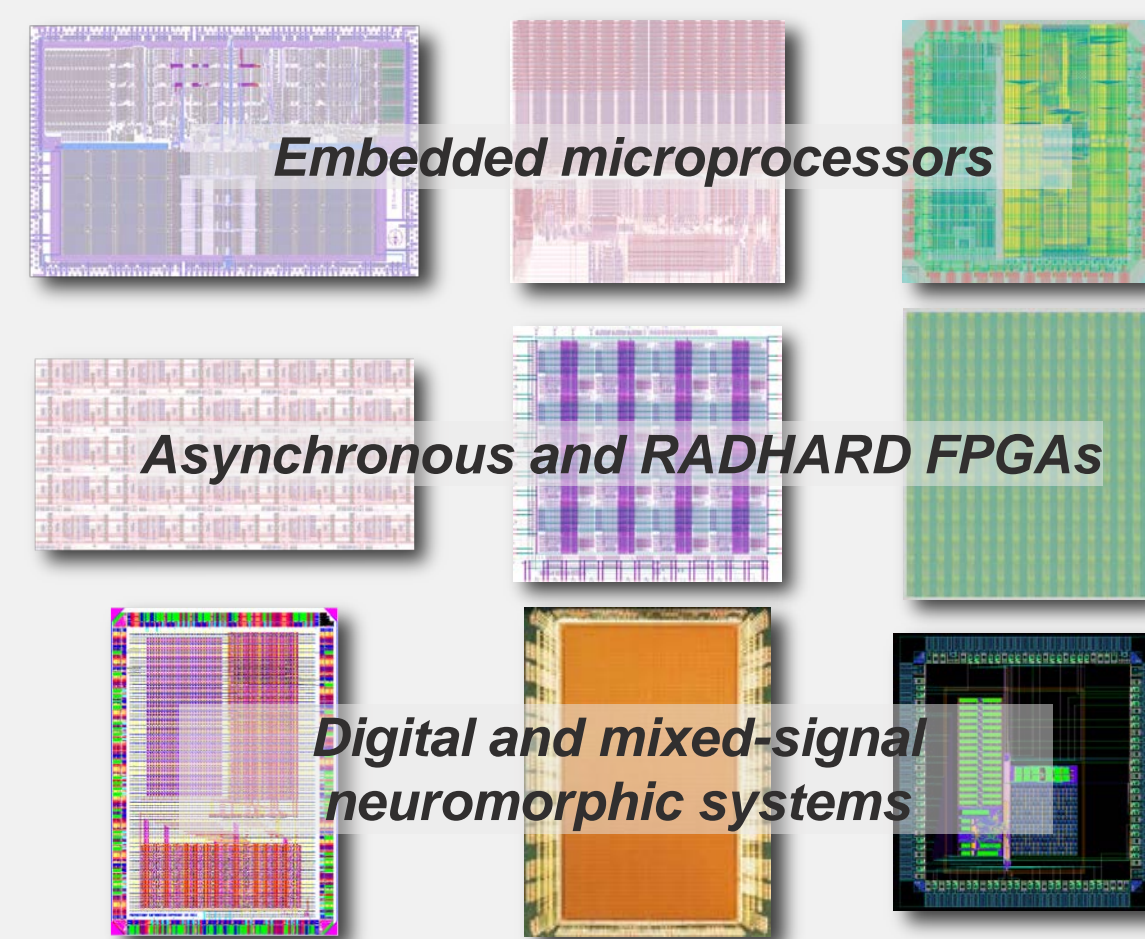 Embedded microprocessors
Asynchronous and RADHARD FPGAs
Digital and mixed-signal
neuromorphic systems